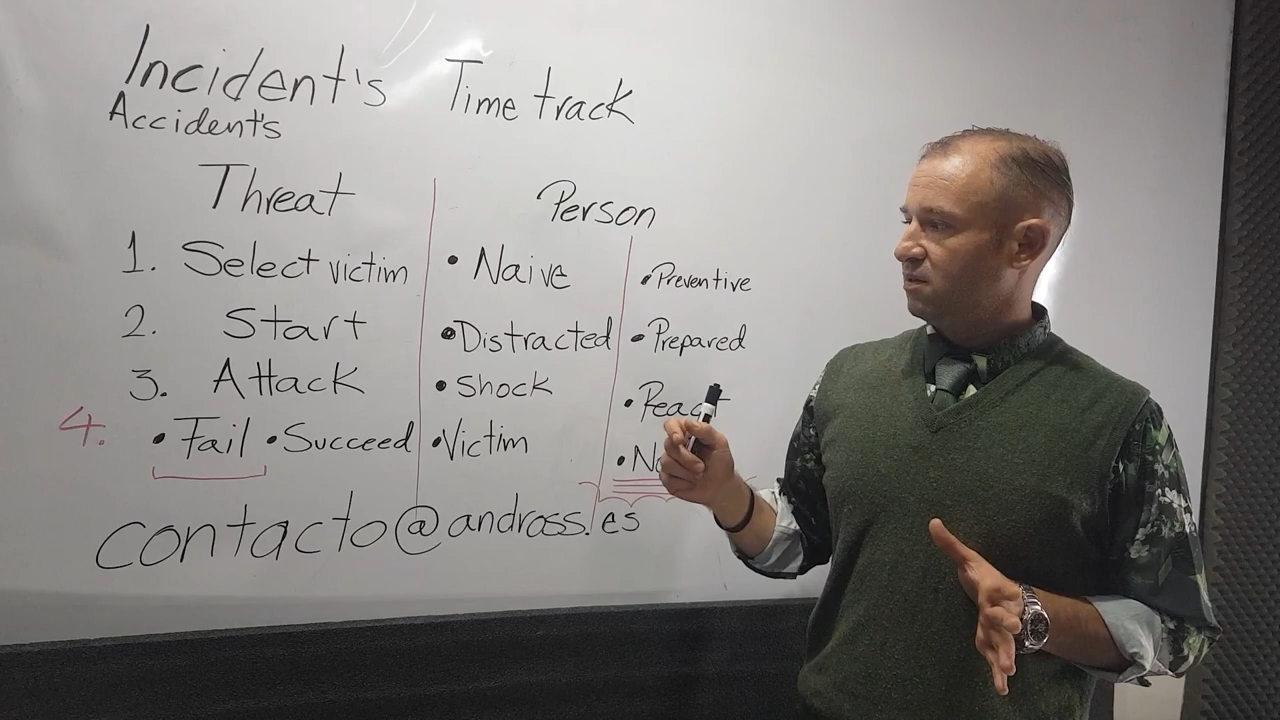 Incident's Time track
Accident's
Threat Person
1. Select victim • Naive • Preventive
2. Start • Distracted • Prepared
3. Attack • Shock • React
4. • Fail • Succeed • Victim •
contacto@andross.es